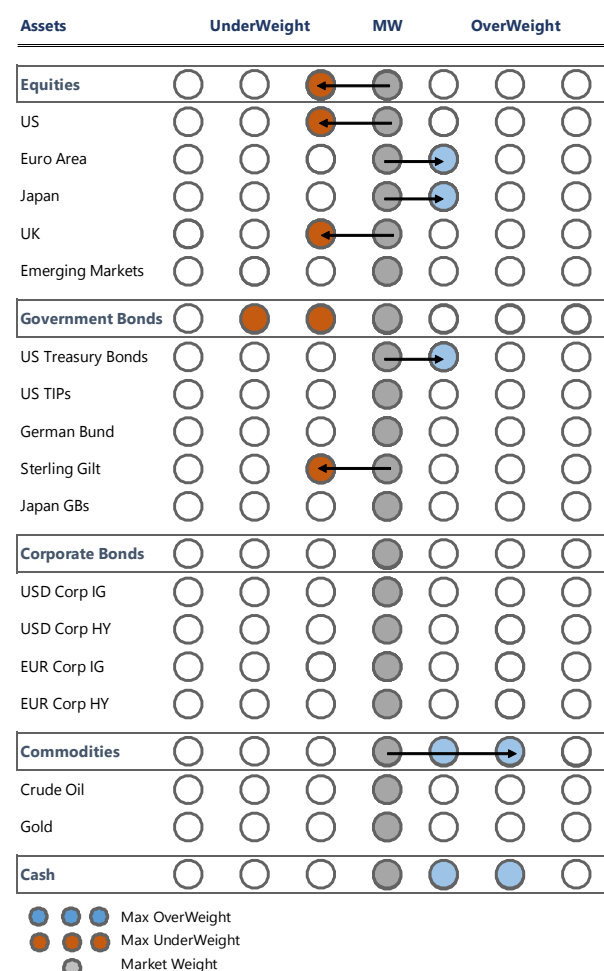 Assets UnderWeight MW OverWeight
Equities
US
Euro Area
Japan
UK
Emerging Markets
Government Bonds
US Treasury Bonds
US TIPs
German Bund
Sterling Gilt
Japan GBs
Corporate Bonds
USD Corp IG
USD Corp HY
EUR Corp IG
EUR Corp HY
Commodities
Crude Oil
Gold
Cash
Max OverWeight
Max UnderWeight
Market Weight